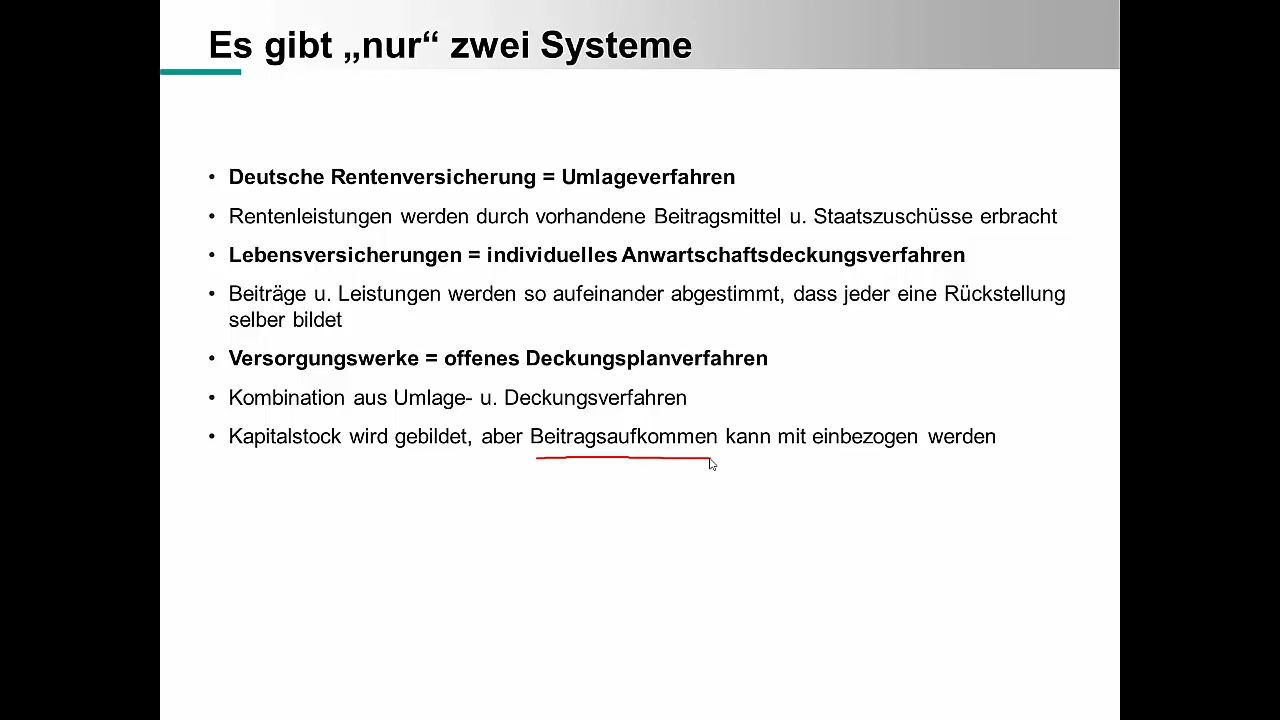 Es gibt „nur“ zwei Systeme
• Deutsche Rentenversicherung = Umlageverfahren
• Rentenleistungen werden durch vorhandene Beitragsmittel u. Staatszuschüsse erbracht
• Lebensversicherungen = individuelles Anwartschaftsdeckungsverfahren
• Beiträge u. Leistungen werden so aufeinander abgestimmt, dass jeder eine Rückstellung
selber bildet
• Versorgungswerke = offenes Deckungsplanverfahren
• Kombination aus Umlage- u. Deckungsverfahren
• Kapitalstock wird gebildet, aber Beitragsaufkommen kann mit einbezogen werden